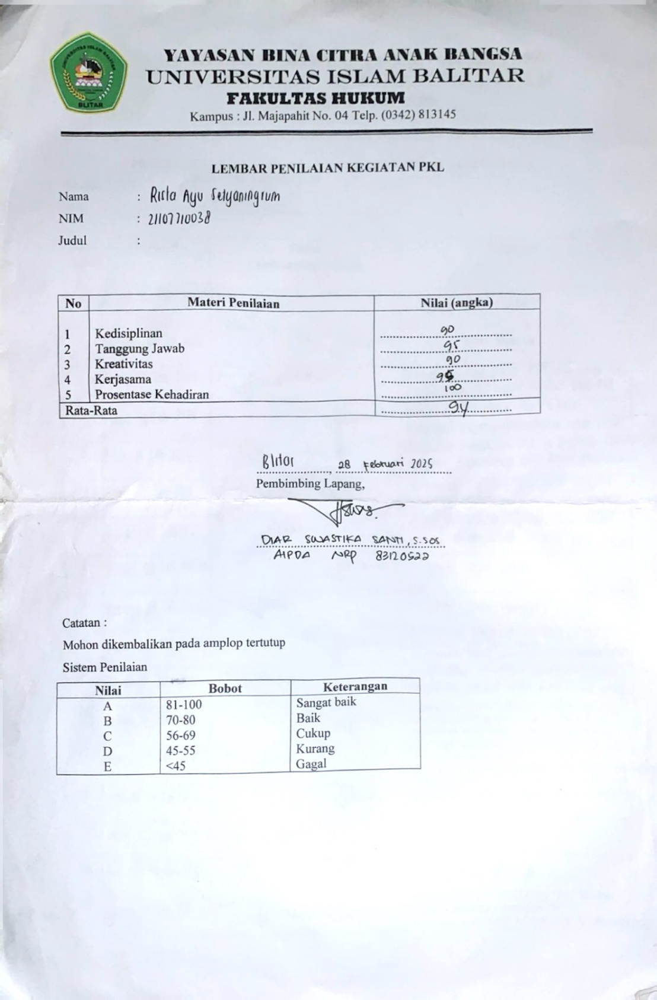 UNIVERSITAS ISLAM BALITAR
BLITAR
YAYASAN BINA CITRA ANAK BANGSA
UNIVERSITAS ISLAM BALITAR
FAKULTAS HUKUM
Kampus : Jl. Majapahit No. 04 Telp. (0342) 813145
LEMBAR PENILAIAN KEGIATAN PKL
Nama : Rista Ayu Setyaningrum
NIM : 21107710038
Judul :
No Materi Penilaian Nilai (angka)
1 Kedisiplinan 90
2 Tanggung Jawab 95
3 Kreativitas 90
4 Kerjasama 95
5 Prosentase Kehadiran 100
Rata-Rata 94
Blitar, 28 Februari 2025
Pembimbing Lapang,
DIAR SWASTIKA SANTI, S.SOS
AIPDA NRP 83120522
Catatan :
Mohon dikembalikan pada amplop tertutup
Sistem Penilaian
Nilai Bobot Keterangan
A 81-100 Sangat baik
B 70-80 Baik
C 56-69 Cukup
D 45-55 Kurang
E <45 Gagal